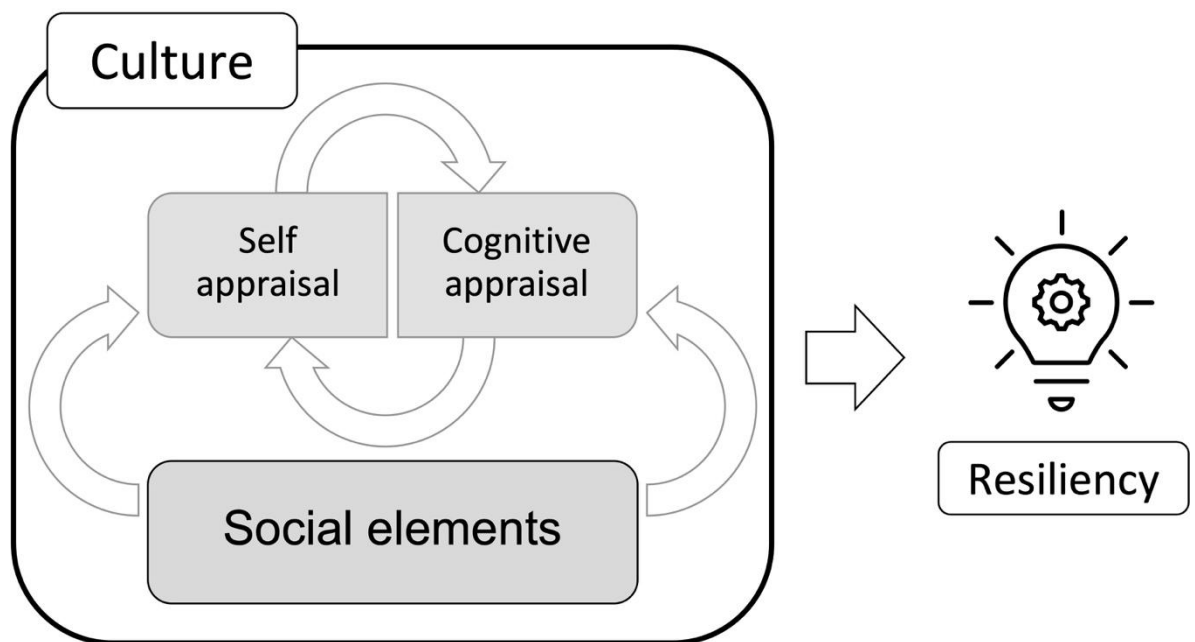 Culture
Self
appraisal
Cognitive
appraisal
Social elements
Resiliency